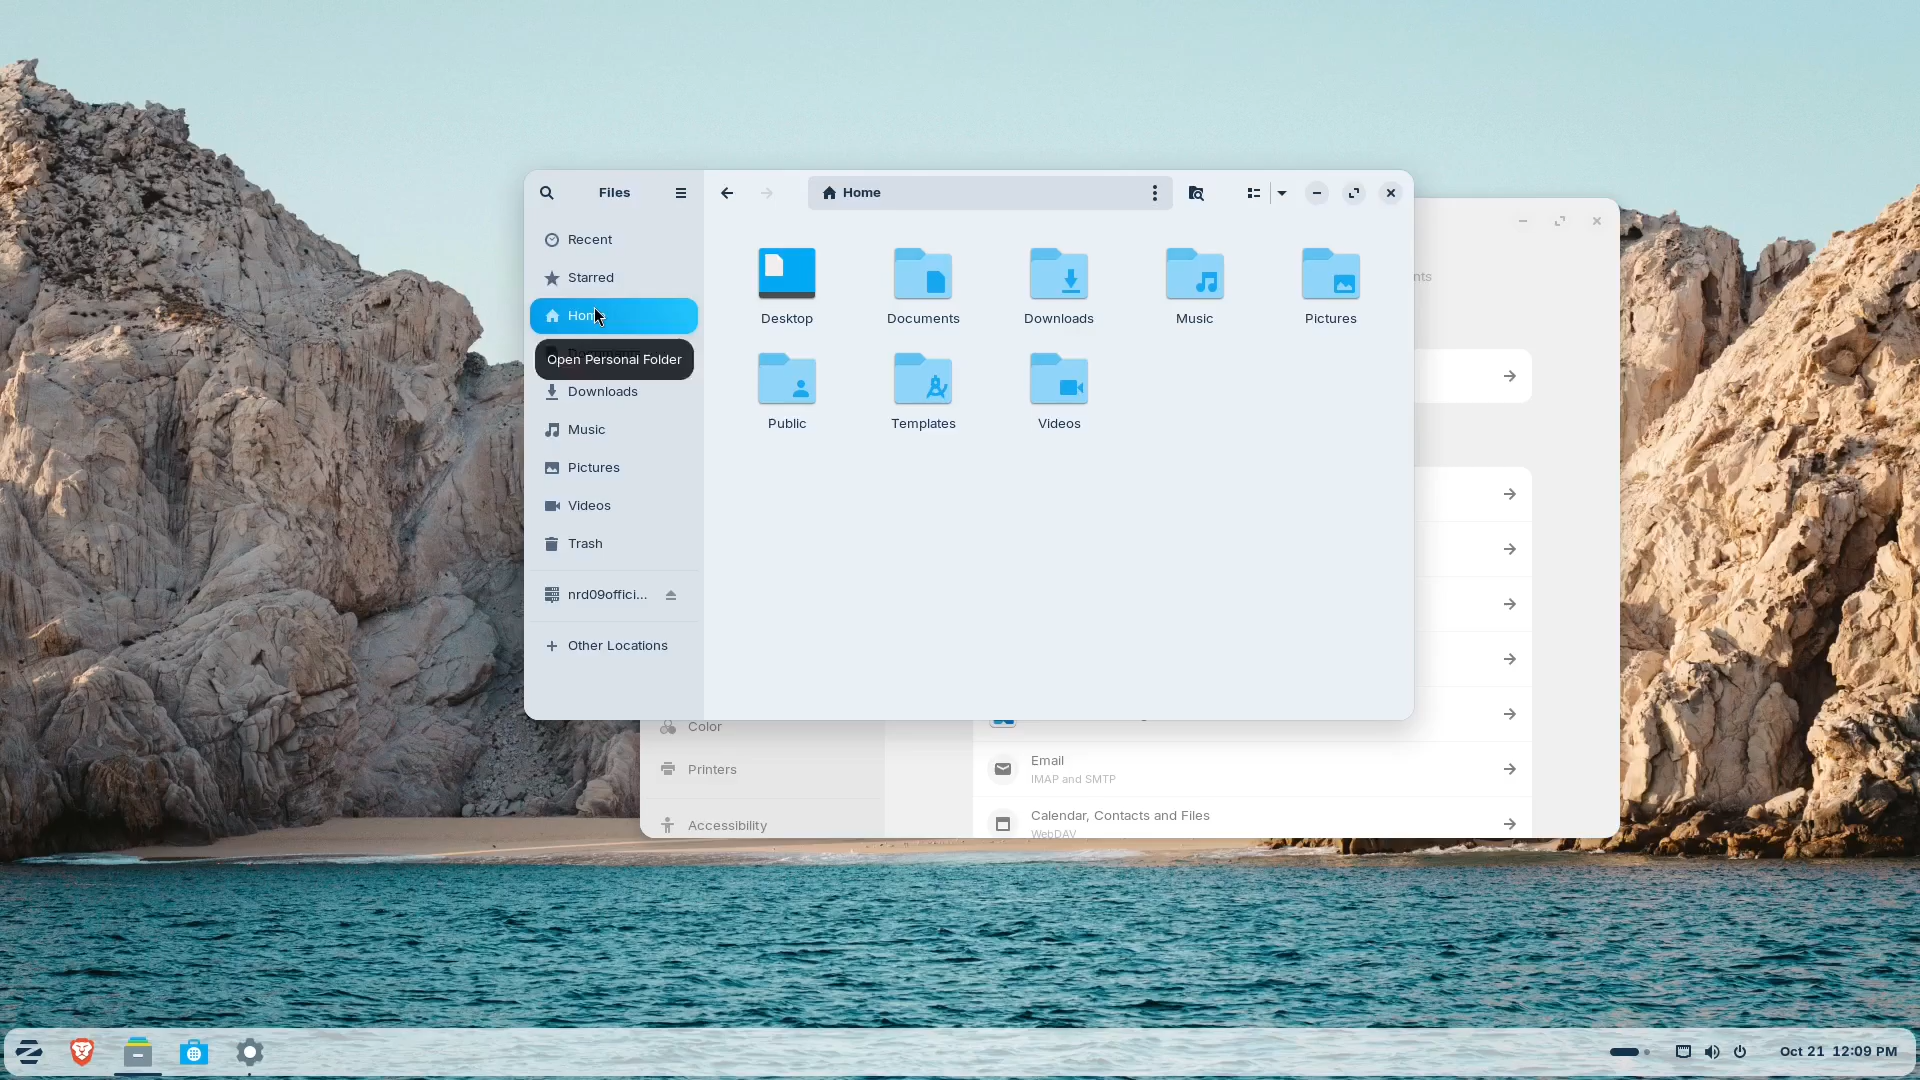 Files
Home
Recent
Starred
Home
Open Personal Folder
Downloads
Music
Pictures
Videos
Trash
nrd09offici...
Other Locations
Desktop
Documents
Downloads
Music
Pictures
Public
Templates
Videos
nts
Color
Printers
Accessibility
Email
IMAP and SMTP
Calendar, Contacts and Files
WebDAV
Oct 21 12:09 PM